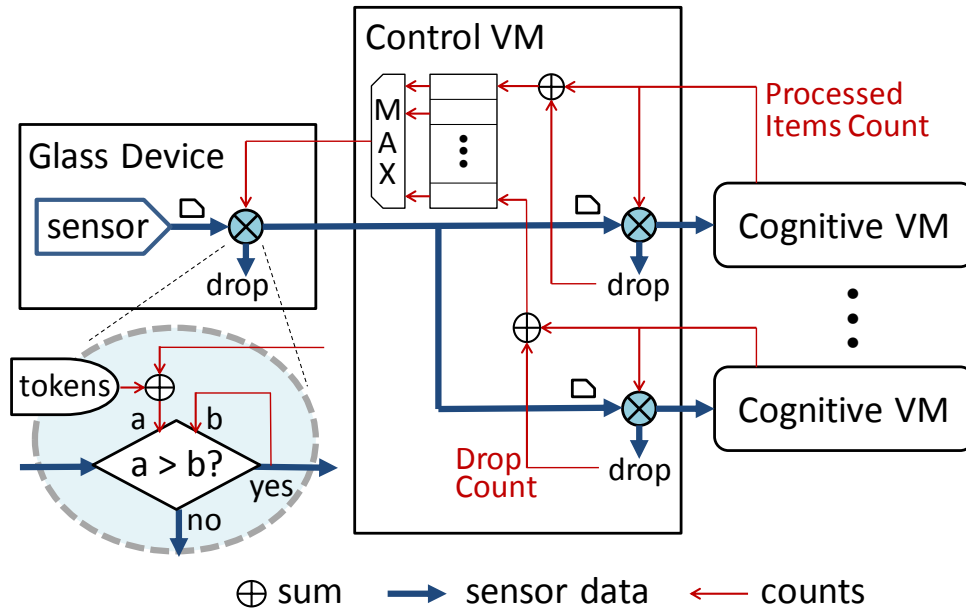 Control VM
M
A
X
Processed
Items Count
Glass Device
sensor
drop
Cognitive VM
drop
tokens
a
b
a > b?
yes
no
Drop
Count
drop
Cognitive VM
sum
sensor data
counts